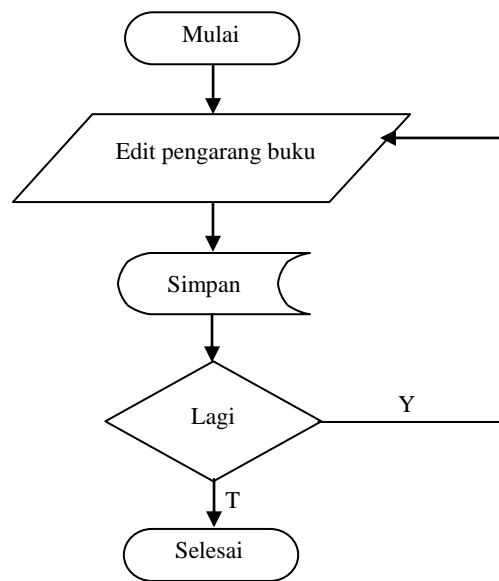 Mulai
Edit pengarang buku
Simpan
Lagi
Y
T
Selesai